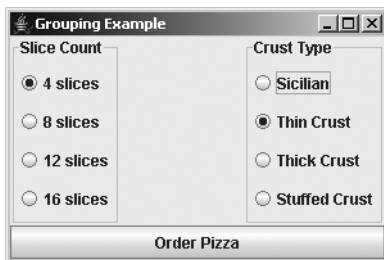 Grouping Example
Slice Count
4 slices
8 slices
12 slices
16 slices
Crust Type
Sicilian
Thin Crust
Thick Crust
Stuffed Crust
Order Pizza